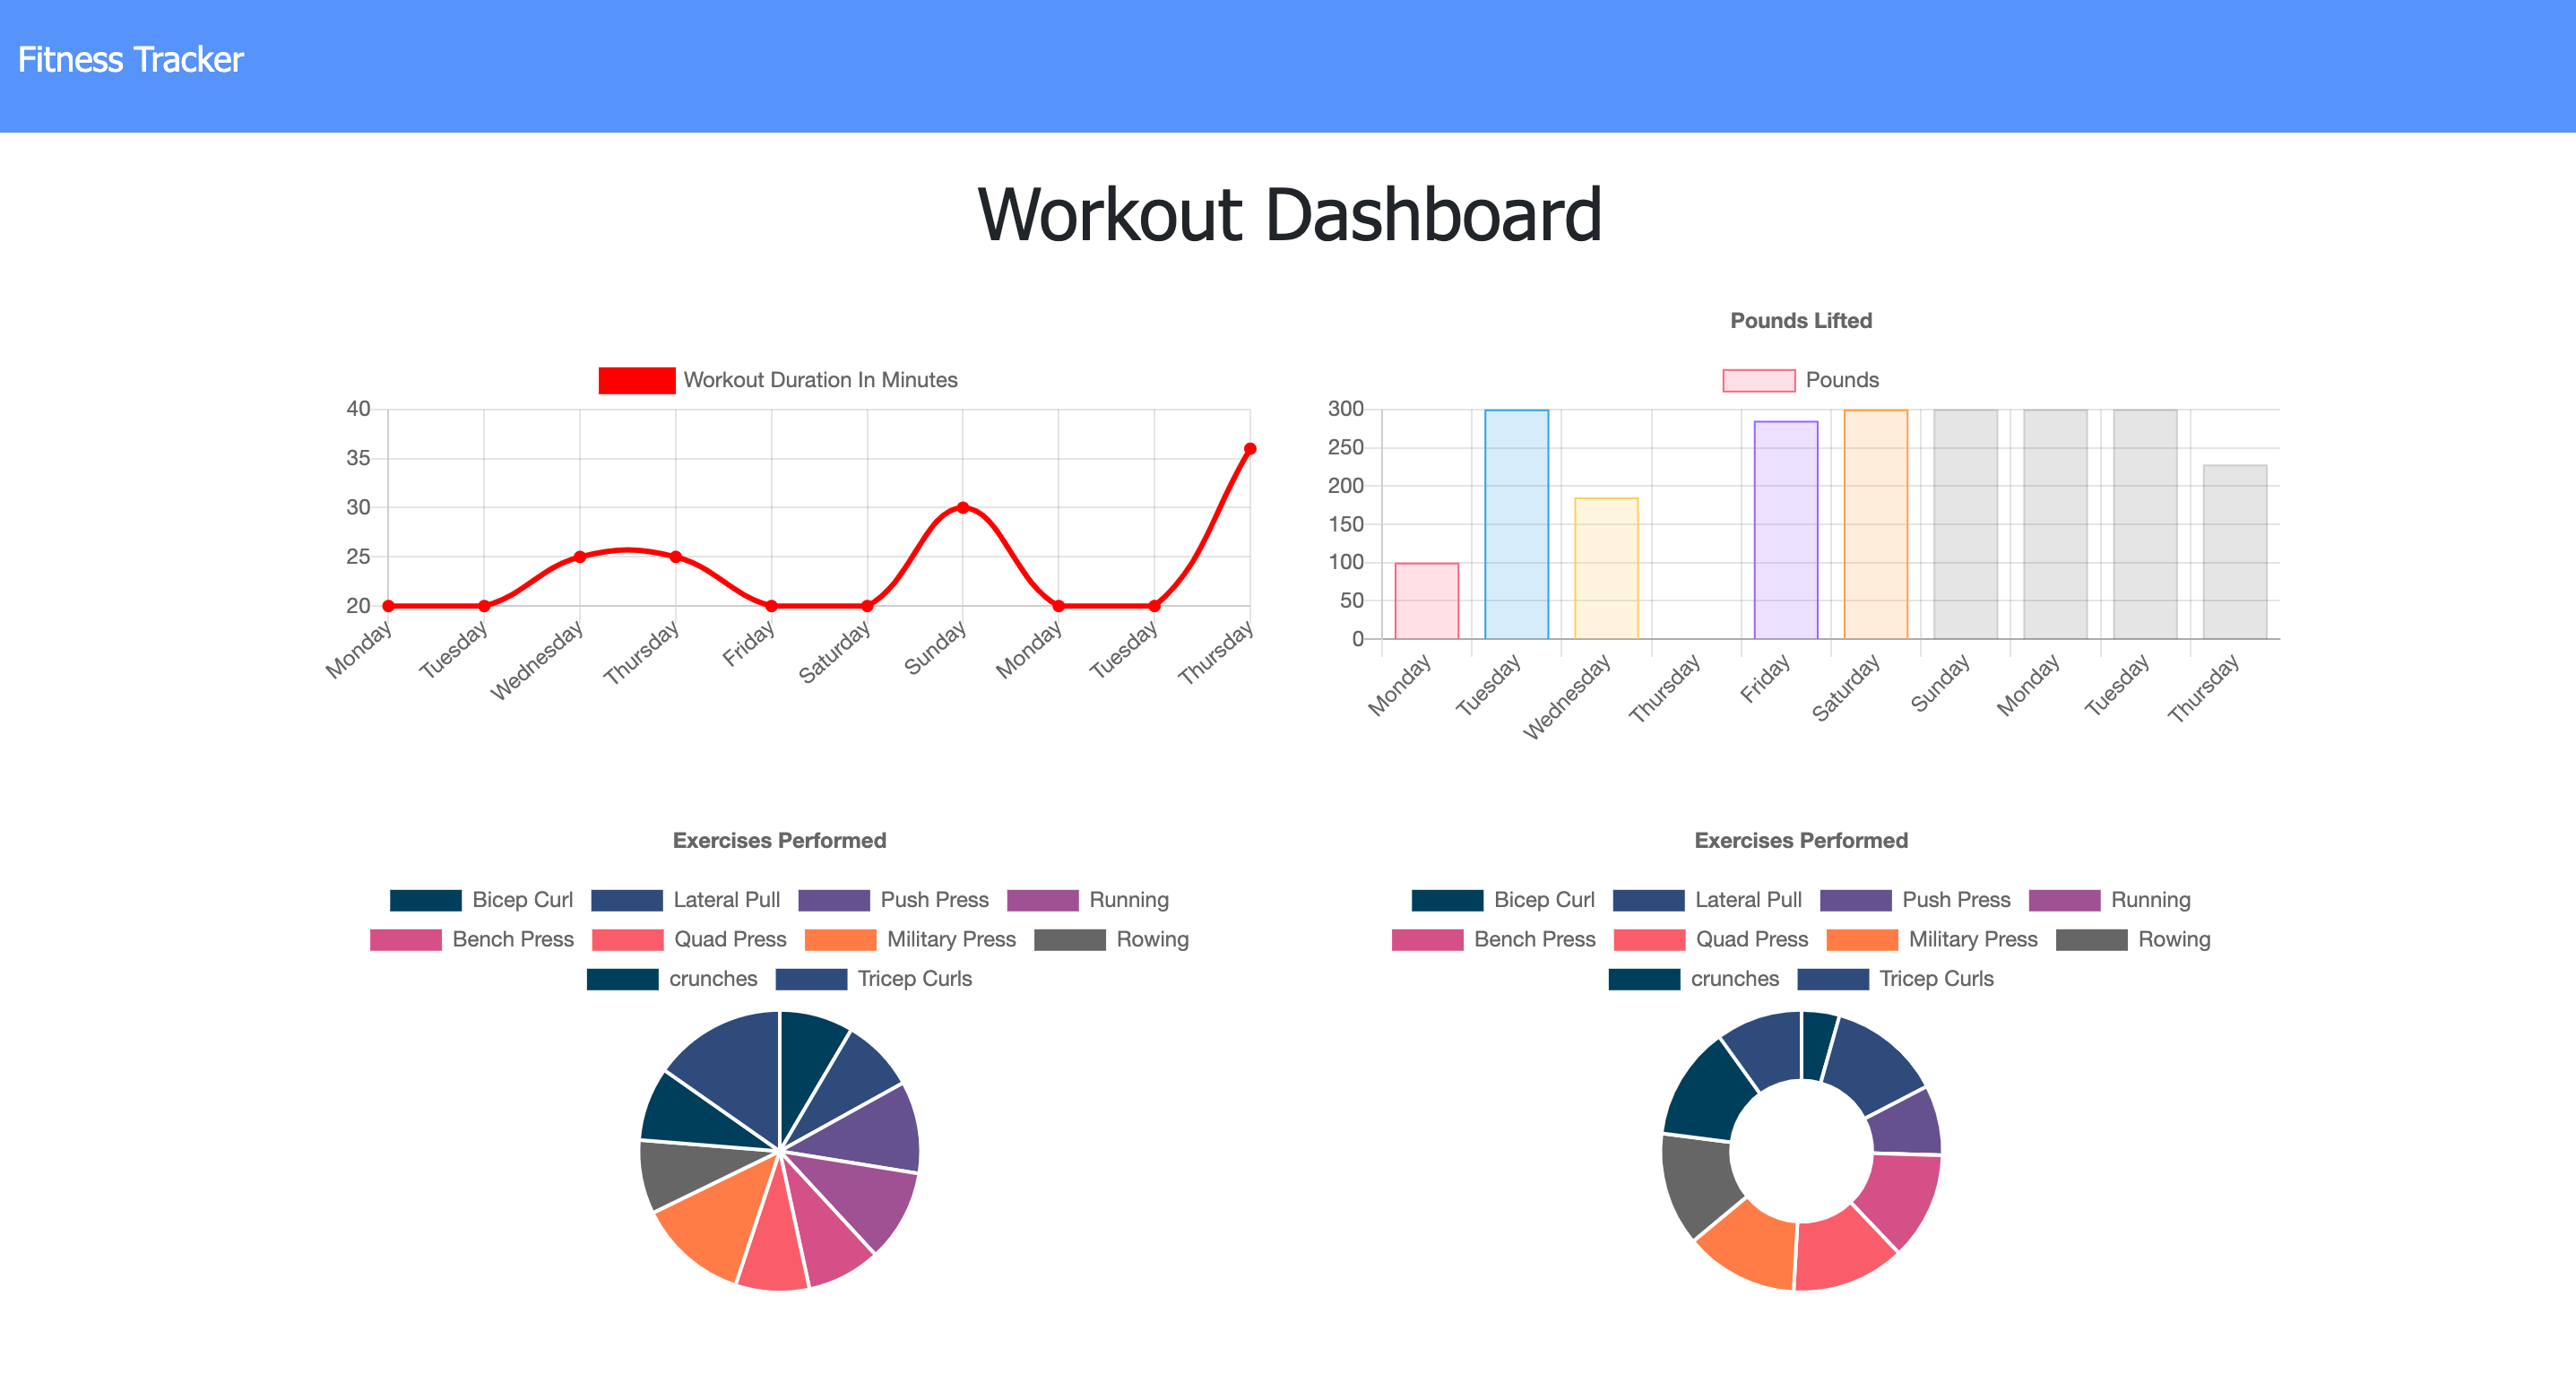 Fitness Tracker
Workout Dashboard
Workout Duration In Minutes
40
35
30
25
20
Monday Tuesday Wednesday Thursday Friday Saturday Sunday Monday Tuesday Thursday
Pounds Lifted
Pounds
300
250
200
150
100
50
0
Monday Tuesday Wednesday Thursday Friday Saturday Sunday Monday Tuesday Thursday
Exercises Performed
Bicep Curl Lateral Pull Push Press Running
Bench Press Quad Press Military Press Rowing
crunches Tricep Curls
Exercises Performed
Bicep Curl Lateral Pull Push Press Running
Bench Press Quad Press Military Press Rowing
crunches Tricep Curls